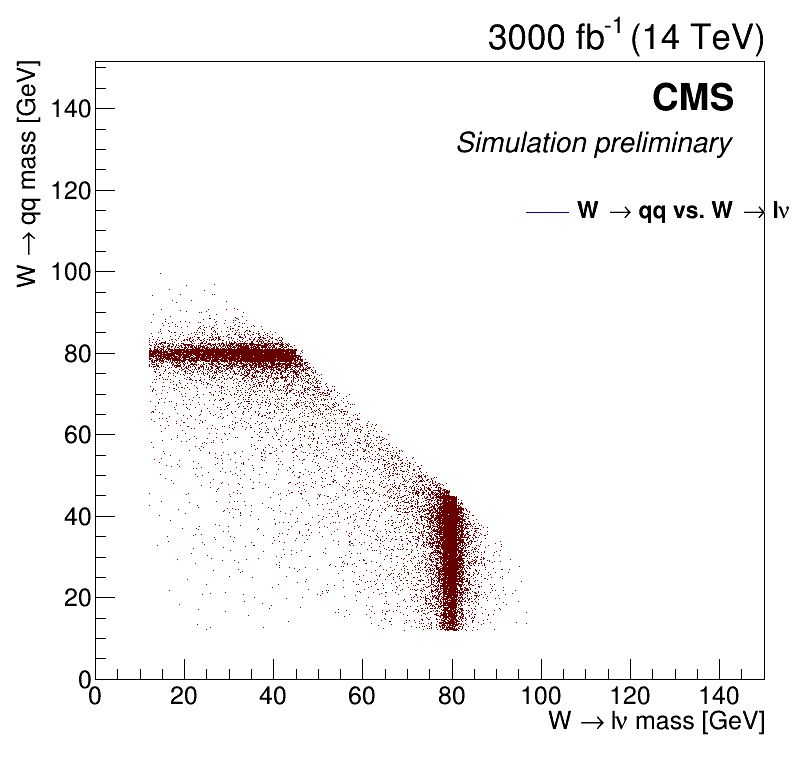 3000 fb-1 (14 TeV)
CMS
Simulation preliminary
W → qq vs. W → lν
W → qq mass [GeV]
140
120
100
80
60
40
20
0
0 20 40 60 80 100 120 140
W → lν mass [GeV]